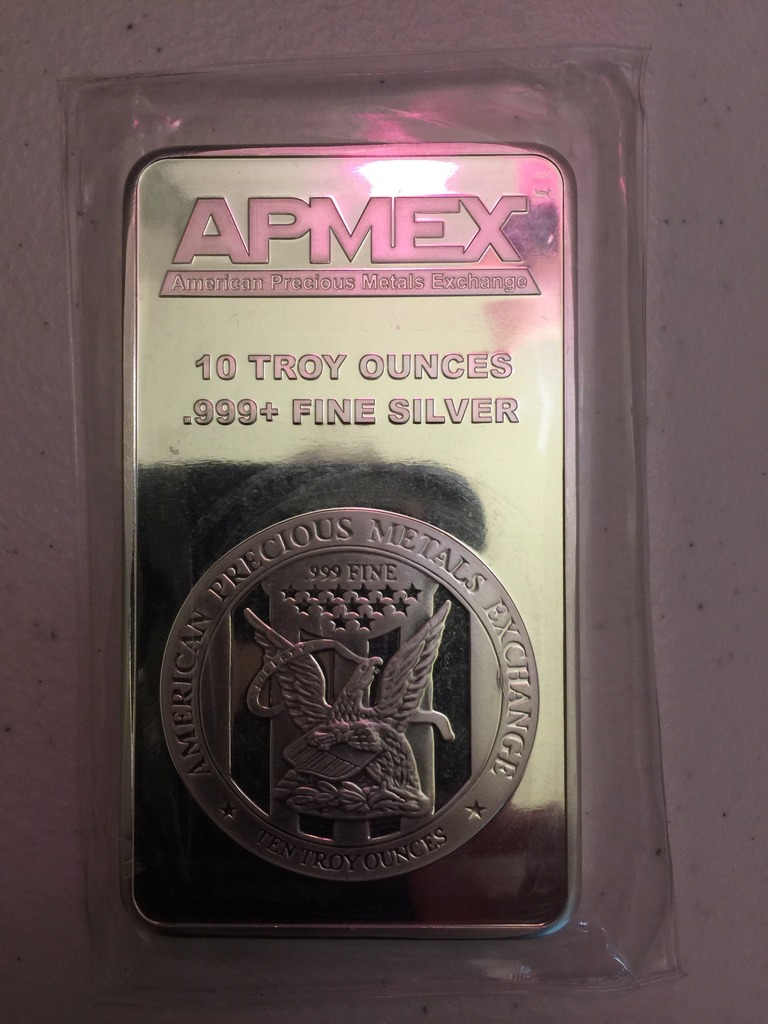 APMEX
American Precious Metals Exchange
10 TROY OUNCES
.999+ FINE SILVER
AMERICAN PRECIOUS METALS EXCHANGE
.999 FINE
TEN TROY OUNCES